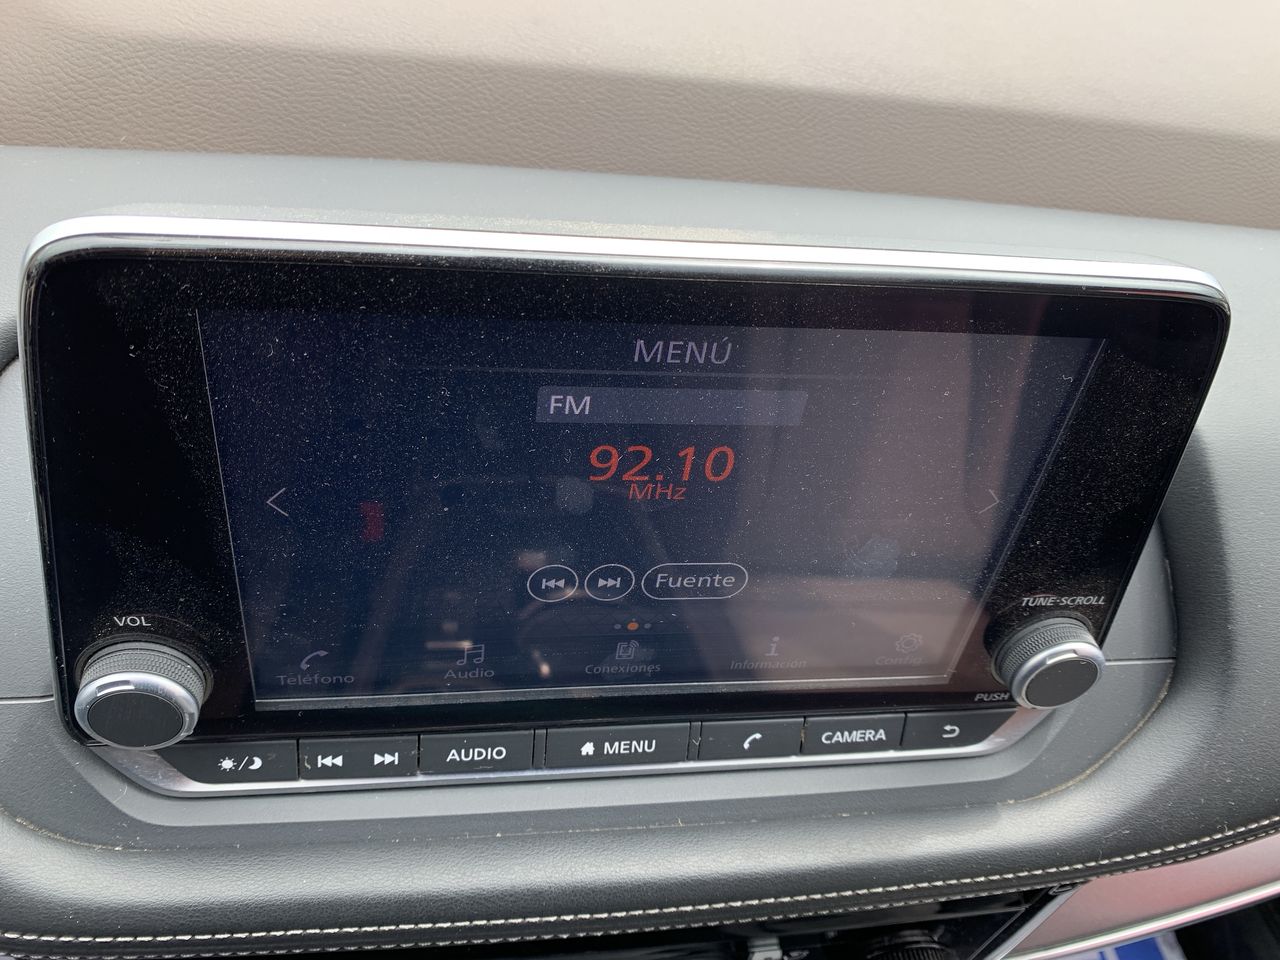 MENÚ
FM
92.10
MHz
Fuente
TUNE·SCROLL
VOL
Teléfono
Audio
Conexiones
Información
Config.
PUSH
AUDIO
MENU
CAMERA